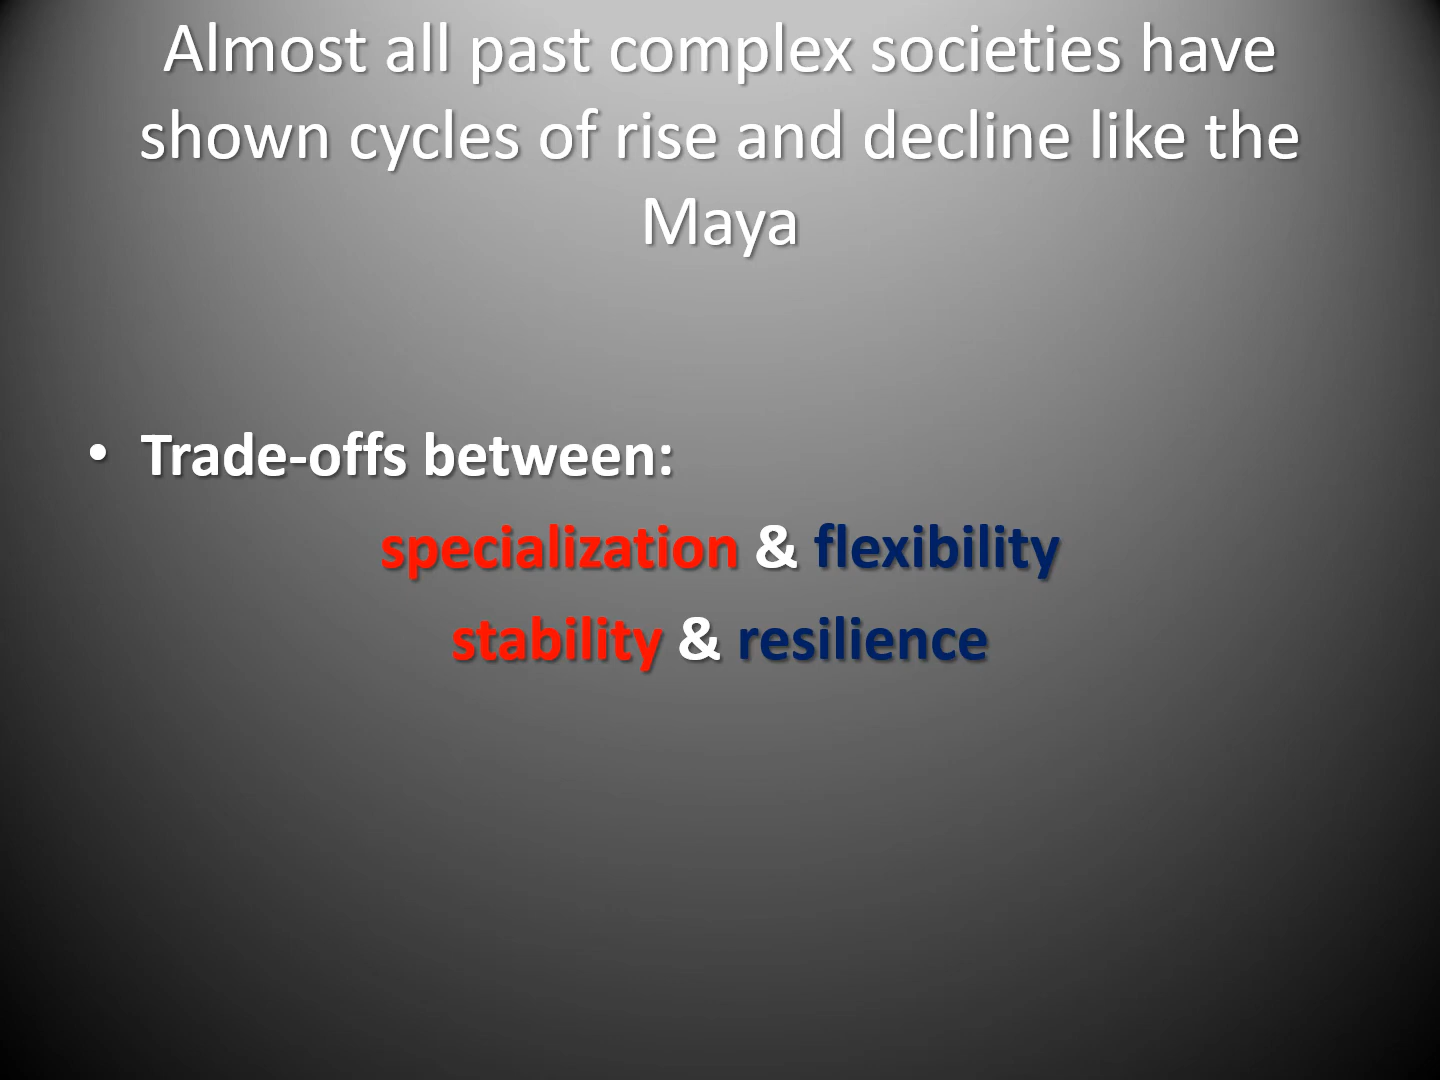 Almost all past complex societies have
shown cycles of rise and decline like the
Maya
• Trade-offs between:
specialization & flexibility
stability & resilience